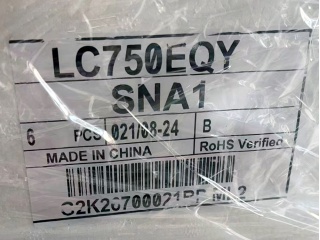 LC750EQY
SNA1
6 PCS 021/08-24 B
MADE IN CHINA RoHS Verified